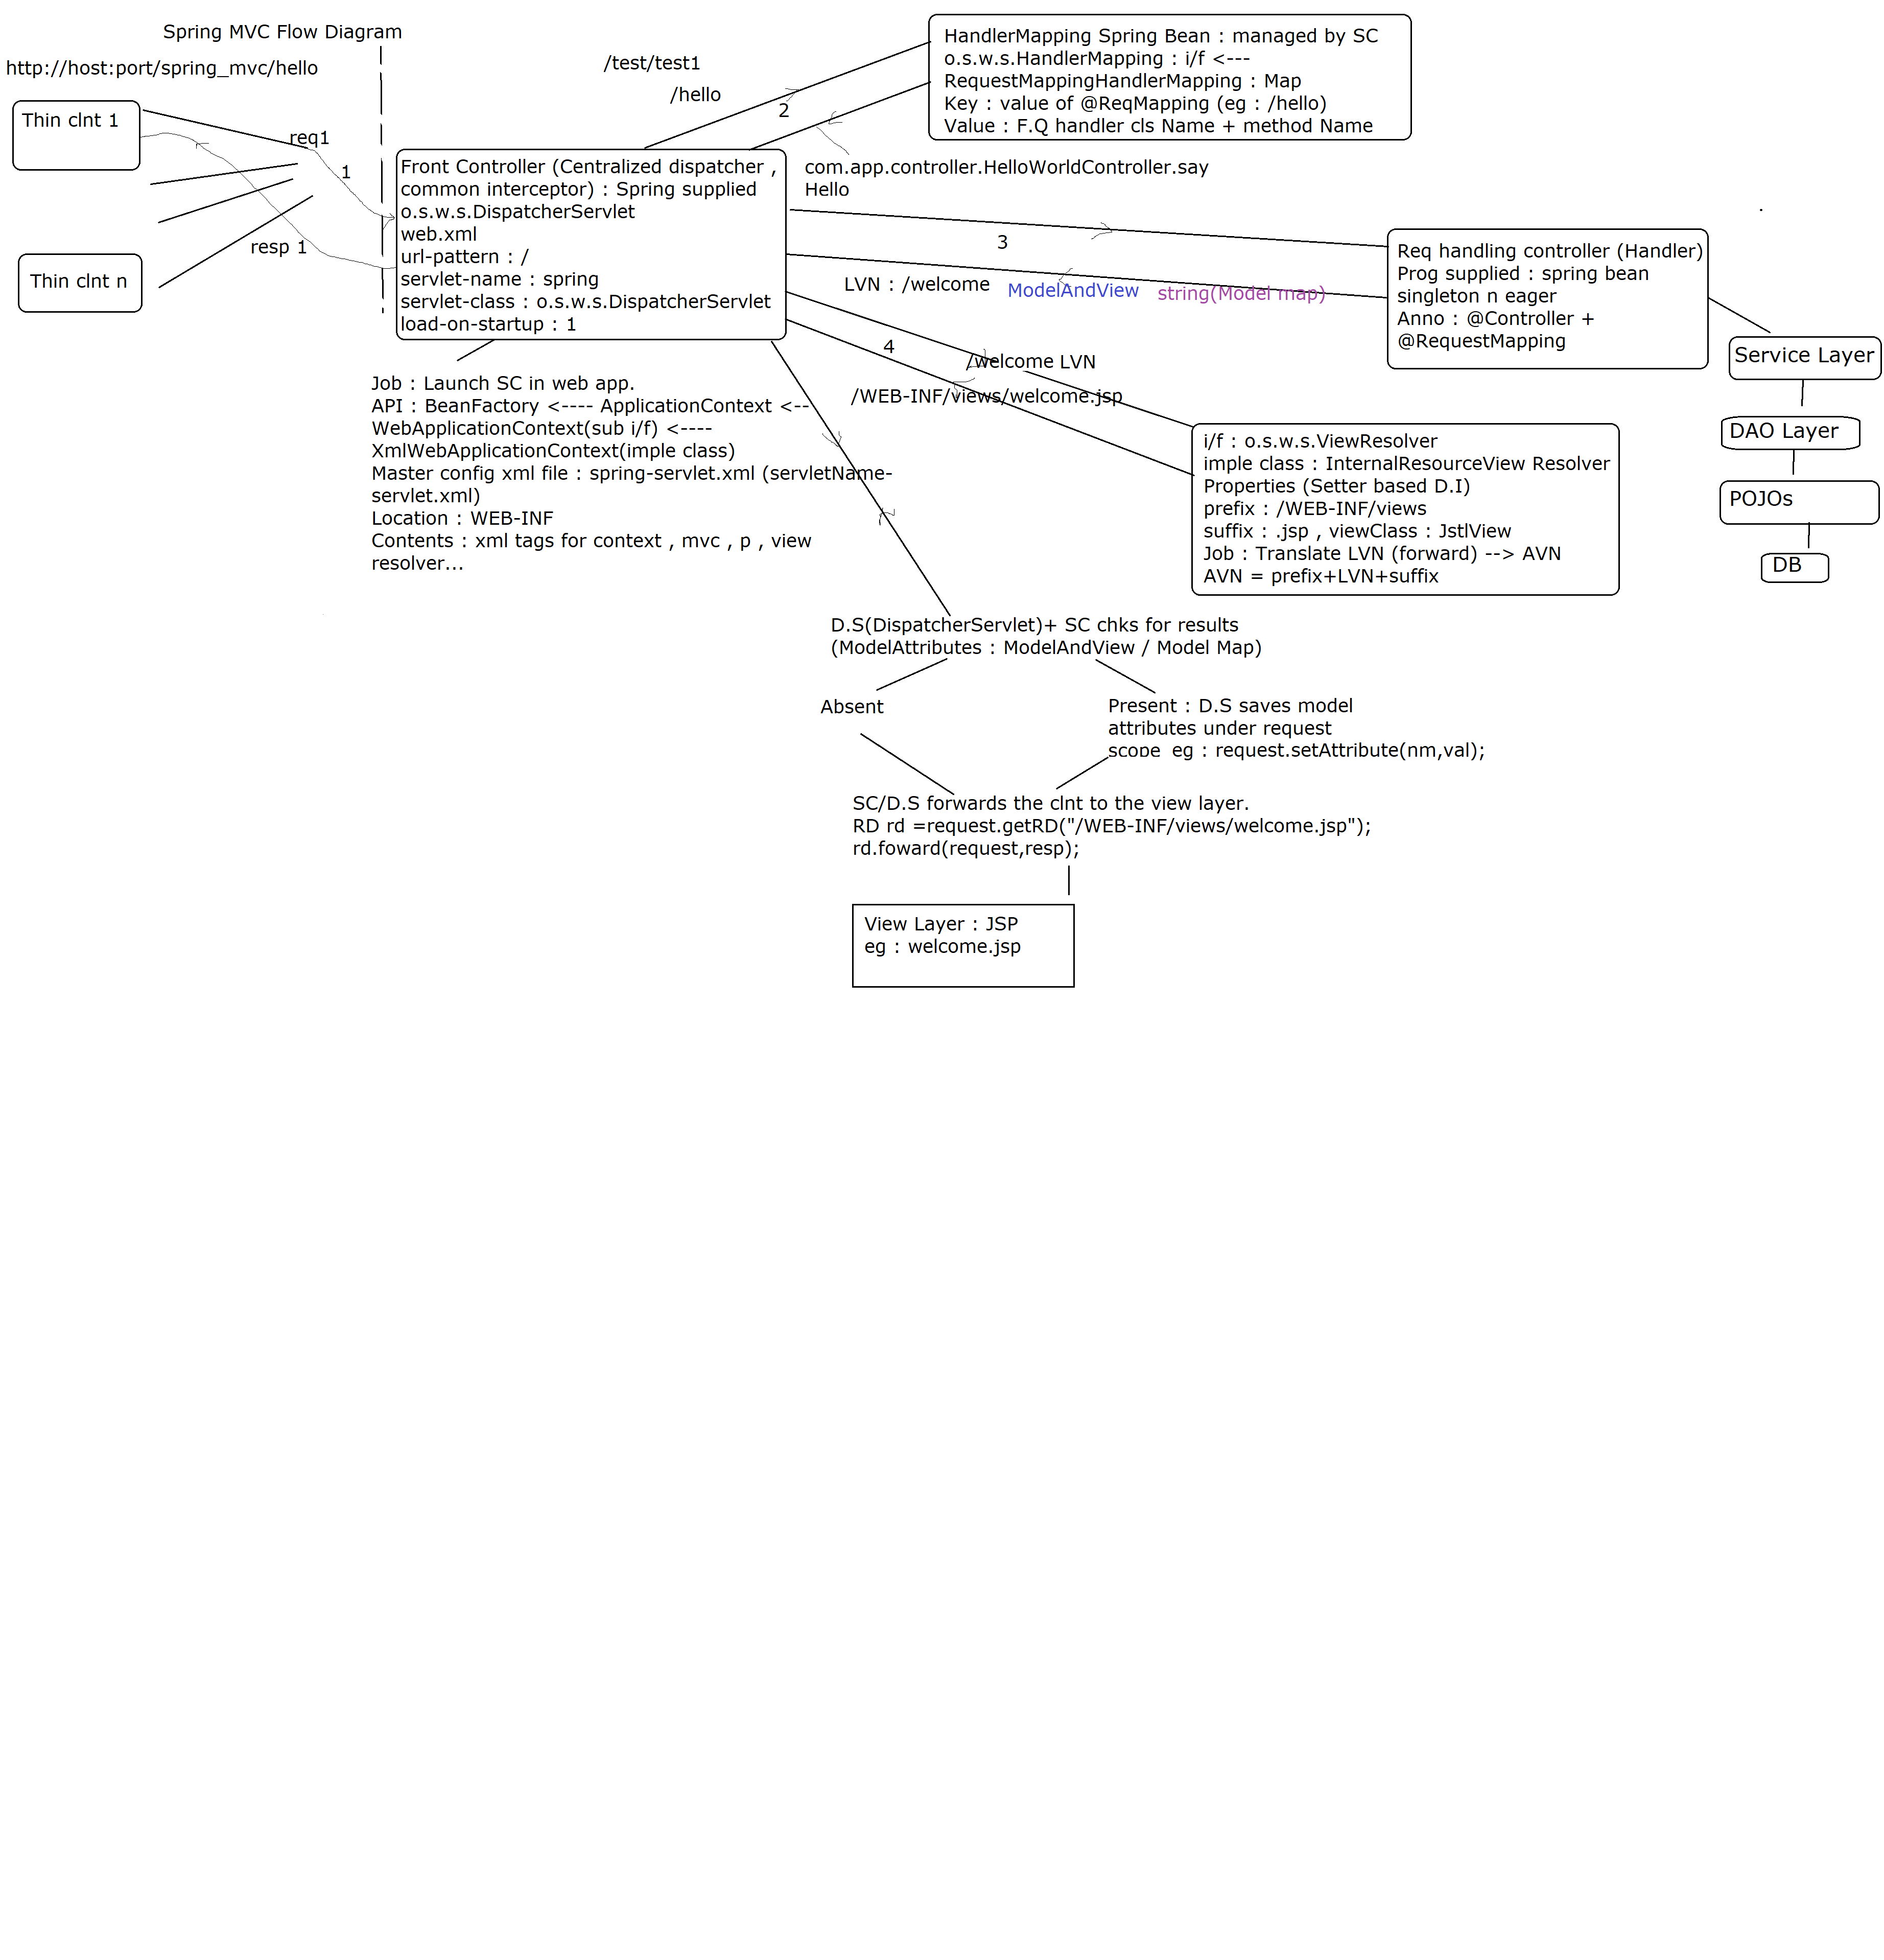 Spring MVC Flow Diagram
http://host:port/spring_mvc/hello
Thin clnt 1
req1
1
resp 1
Thin clnt n
/test/test1
/hello
2
HandlerMapping Spring Bean : managed by SC
o.s.w.s.HandlerMapping : i/f <---
RequestMappingHandlerMapping : Map
Key : value of @ReqMapping (eg : /hello)
Value : F.Q handler cls Name + method Name
Front Controller (Centralized dispatcher ,
common interceptor) : Spring supplied
o.s.w.s.DispatcherServlet
web.xml
url-pattern : /
servlet-name : spring
servlet-class : o.s.w.s.DispatcherServlet
load-on-startup : 1
com.app.controller.HelloWorldController.say
Hello
3
LVN : /welcome
ModelAndView
string(Model map)
Req handling controller (Handler)
Prog supplied : spring bean
singleton n eager
Anno : @Controller +
@RequestMapping
Service Layer
DAO Layer
POJOs
DB
4
/welcome LVN
/WEB-INF/views/welcome.jsp
Job : Launch SC in web app.
API : BeanFactory <---- ApplicationContext <--
WebApplicationContext(sub i/f) <----
XmlWebApplicationContext(imple class)
Master config xml file : spring-servlet.xml (servletName-
servlet.xml)
Location : WEB-INF
Contents : xml tags for context , mvc , p , view
resolver...
i/f : o.s.w.s.ViewResolver
imple class : InternalResourceView Resolver
Properties (Setter based D.I)
prefix : /WEB-INF/views
suffix : .jsp , viewClass : JstlView
Job : Translate LVN (forward) --> AVN
AVN = prefix+LVN+suffix
D.S(DispatcherServlet)+ SC chks for results
(ModelAttributes : ModelAndView / Model Map)
Absent
Present : D.S saves model
attributes under request
scope eg : request.setAttribute(nm,val);
SC/D.S forwards the clnt to the view layer.
RD rd =request.getRD("/WEB-INF/views/welcome.jsp");
rd.foward(request,resp);
View Layer : JSP
eg : welcome.jsp